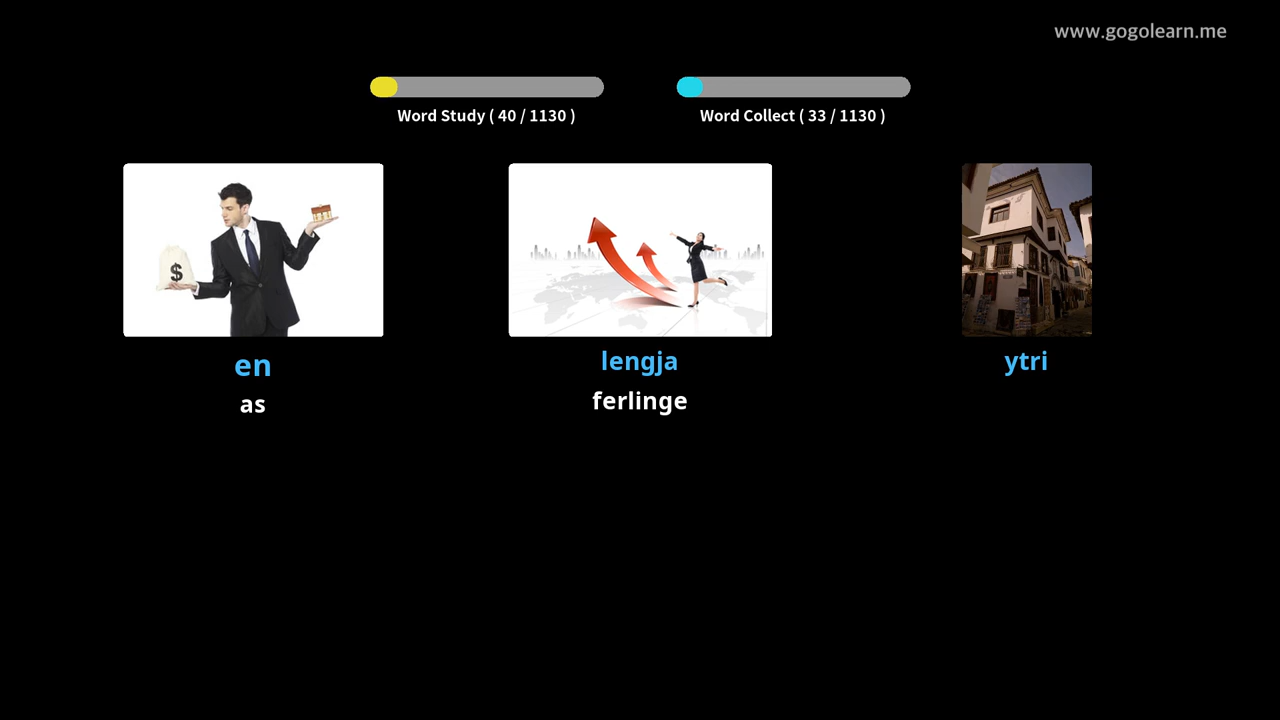 www.gogolearn.me
Word Study ( 40 / 1130 )
Word Collect ( 33 / 1130 )
$
en
as
lengja
ferlinge
ytri